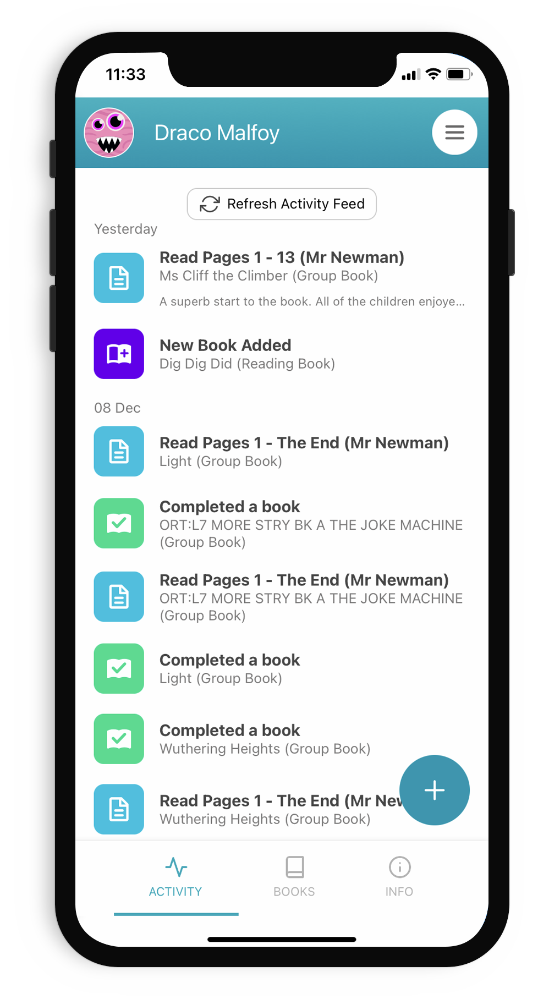 11:33
Draco Malfoy
Refresh Activity Feed
Yesterday
Read Pages 1 - 13 (Mr Newman)
Ms Cliff the Climber (Group Book)
A superb start to the book. All of the children enjoye...
New Book Added
Dig Dig Did (Reading Book)
08 Dec
Read Pages 1 - The End (Mr Newman)
Light (Group Book)
Completed a book
ORT:L7 MORE STRY BK A THE JOKE MACHINE
(Group Book)
Read Pages 1 - The End (Mr Newman)
ORT:L7 MORE STRY BK A THE JOKE MACHINE
(Group Book)
Completed a book
Light (Group Book)
Completed a book
Wuthering Heights (Group Book)
Read Pages 1 - The End (Mr
Wuthering Heights (Group Book)
ACTIVITY
BOOKS
INFO